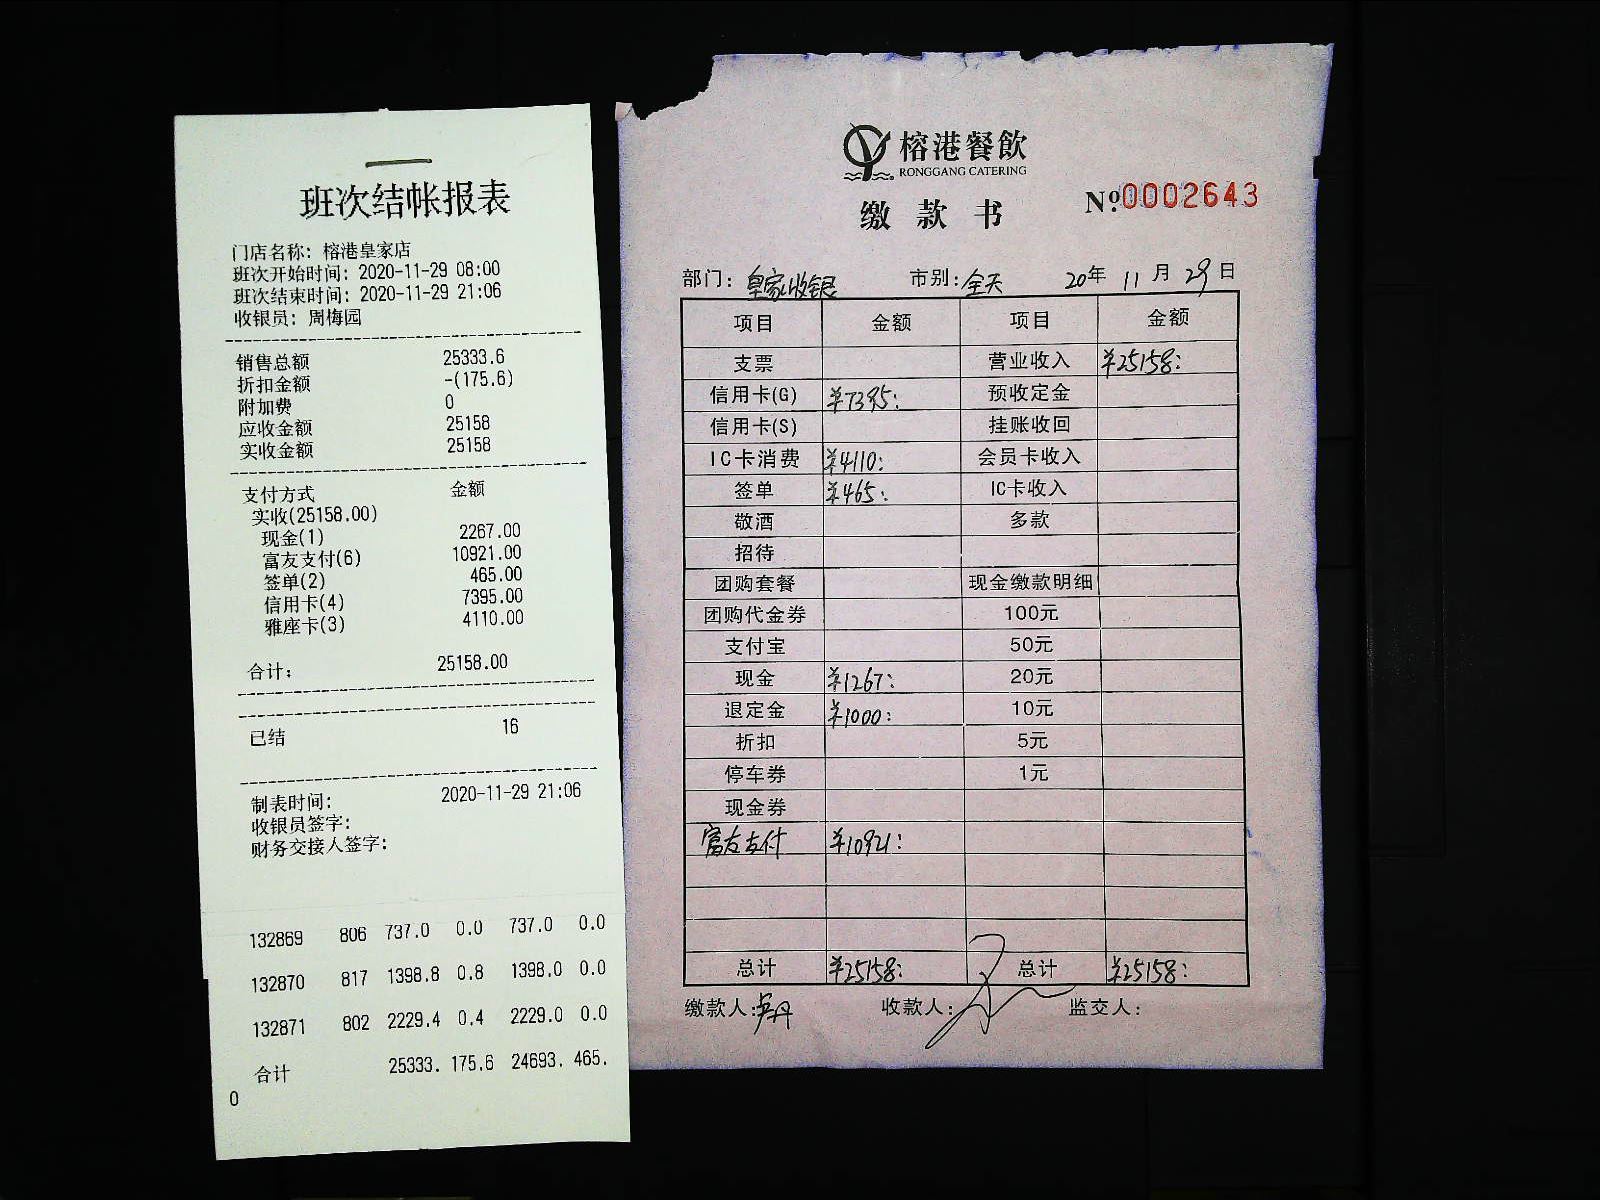 班次结帐报表
门店名称: 榕港皇家店
班次开始时间: 2020-11-29 08:00
班次结束时间: 2020-11-29 21:06
收银员: 周梅园
销售总额 25333.6
折扣金额 -(175.6)
附加费 0
应收金额 25158
实收金额 25158
支付方式 金额
实收(25158.00)
现金(1) 2267.00
富友支付(6) 10921.00
签单(2) 465.00
信用卡(4) 7395.00
雅座卡(3) 4110.00
合计: 25158.00
已结 16
制表时间: 2020-11-29 21:06
收银员签字:
财务交接人签字:
132869 806 737.0 0.0 737.0 0.0
132870 817 1398.8 0.8 1398.0 0.0
132871 802 2229.4 0.4 2229.0 0.0
合计 25333. 175.6 24693. 465.
0
榕港餐飲
RONGGANG CATERING
缴款书
Nº 0002643
部门: 皇家收银 市别: 全天 20年 11月 29日
项目 金额 项目 金额
支票 营业收入 ¥25158:
信用卡(G) ¥7395: 预收定金
信用卡(S) 挂账收回
IC卡消费 ¥4110: 会员卡收入
签单 ¥465: IC卡收入
敬酒 多款
招待
团购套餐 现金缴款明细
团购代金券 100元
支付宝 50元
现金 ¥1267: 20元
退定金 ¥1000: 10元
折扣 5元
停车券 1元
现金券
富友支付 ¥10921:
总计 ¥25158: 总计 ¥25158:
缴款人: 收款人: 监交人: